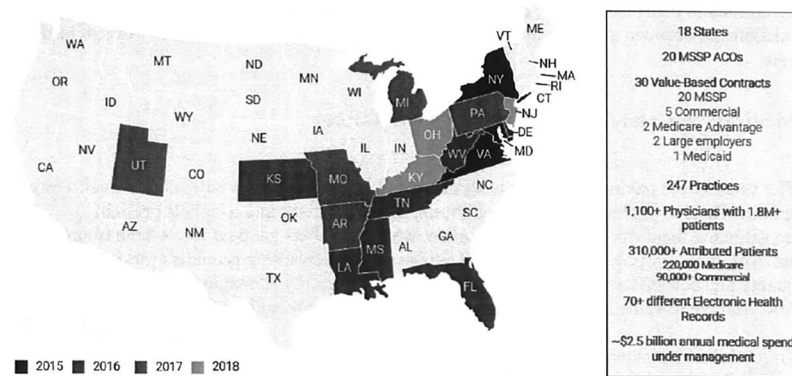 WA
OR
CA
ID
NV
AZ
MT
WY
UT
CO
NM
ND
SD
NE
KS
OK
TX
MN
IA
MO
AR
LA
WI
IL
MS
MI
IN
KY
TN
AL
OH
WV
GA
FL
PA
VA
NC
SC
NY
VT
ME
NH
MA
RI
CT
NJ
DE
MD
2015 2016 2017 2018
18 States
20 MSSP ACOs
30 Value-Based Contracts
20 MSSP
5 Commercial
2 Medicare Advantage
2 Large employers
1 Medicaid
247 Practices
1,100+ Physicians with 1.8M+
patients
310,000+ Attributed Patients
220,000 Medicare
90,000+ Commercial
70+ different Electronic Health
Records
~$2.5 billion annual medical spend
under management